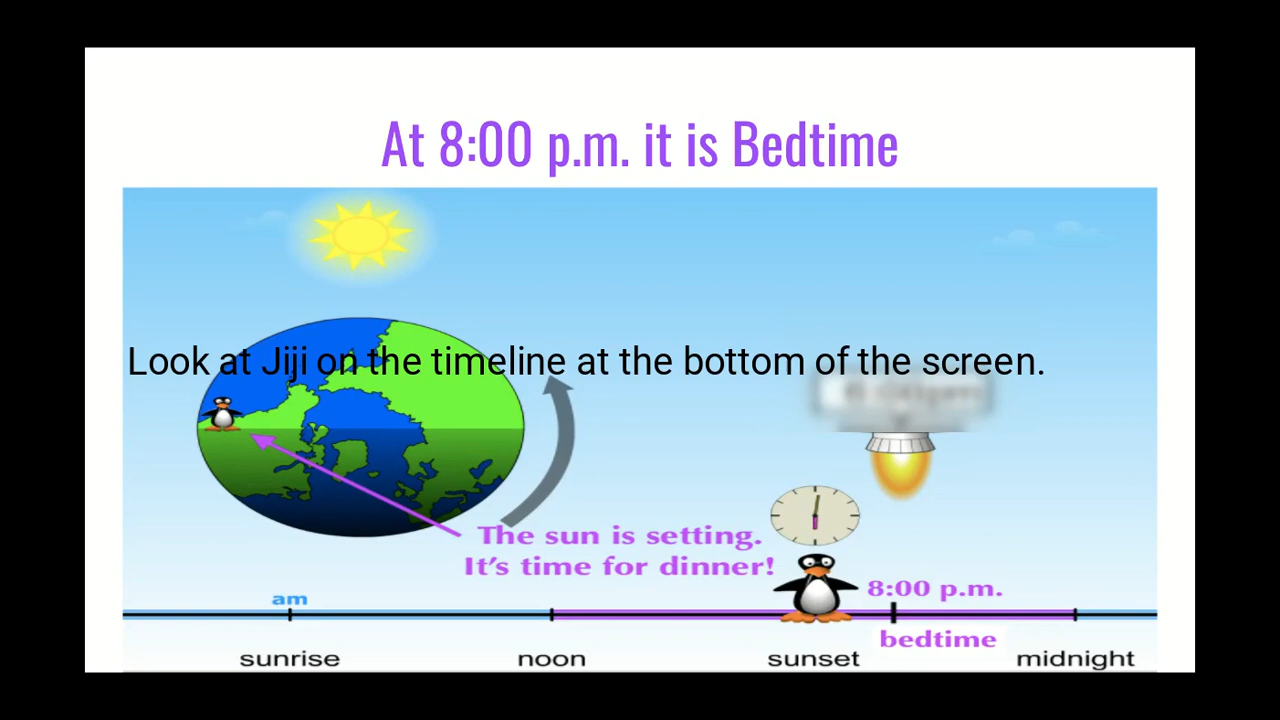 At 8:00 p.m. it is Bedtime
Look at Jiji on the timeline at the bottom of the screen.
The sun is setting.
It's time for dinner!
8:00 p.m.
am
bedtime
sunrise noon sunset midnight